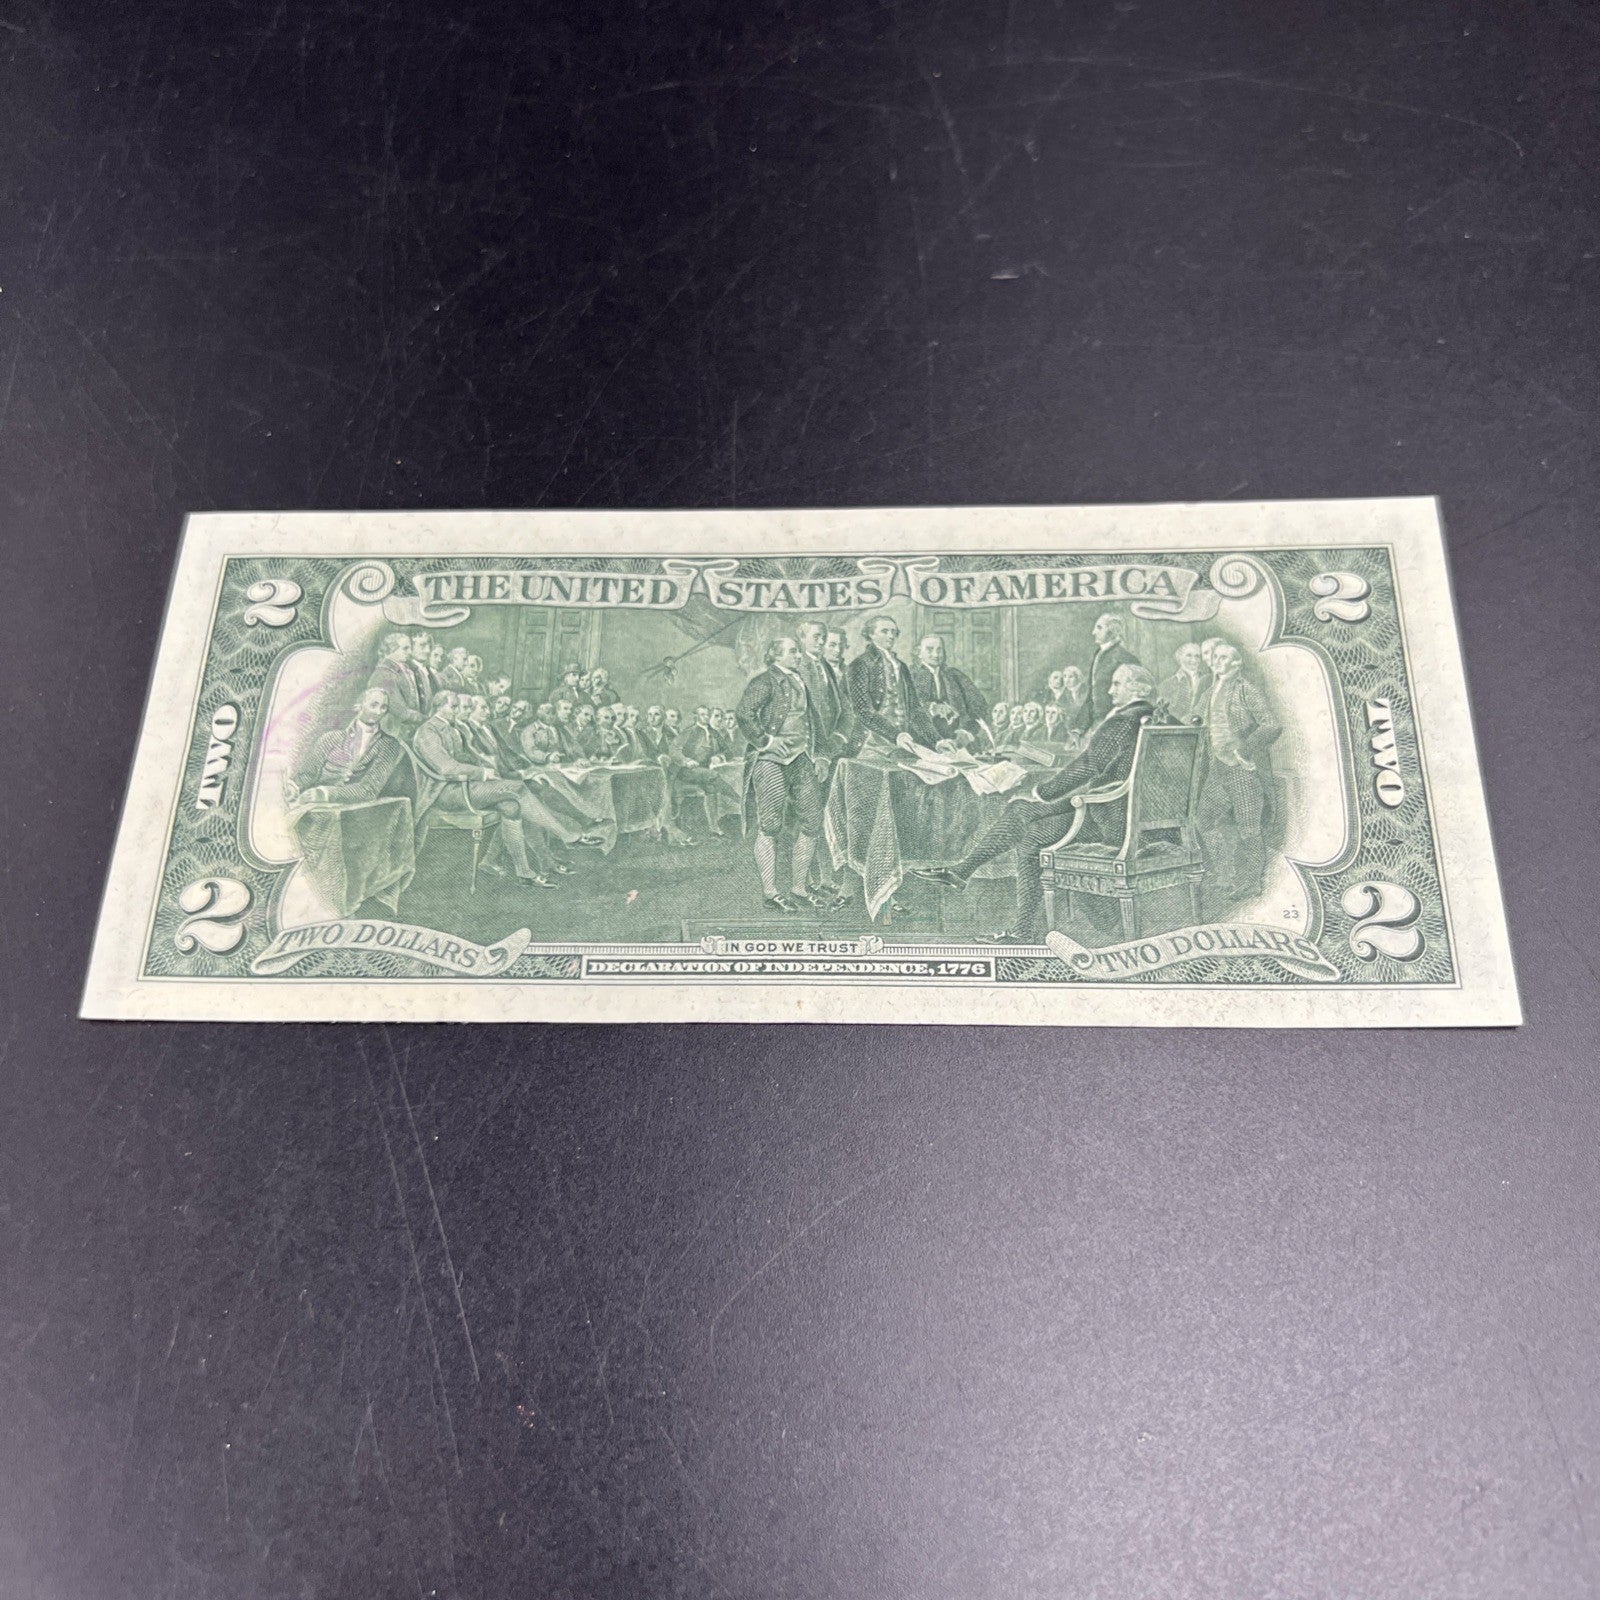 2 THE UNITED STATES OF AMERICA 2
TWO TWO
23
2 TWO DOLLARS IN GOD WE TRUST TWO DOLLARS 2
DECLARATION OF INDEPENDENCE, 1776